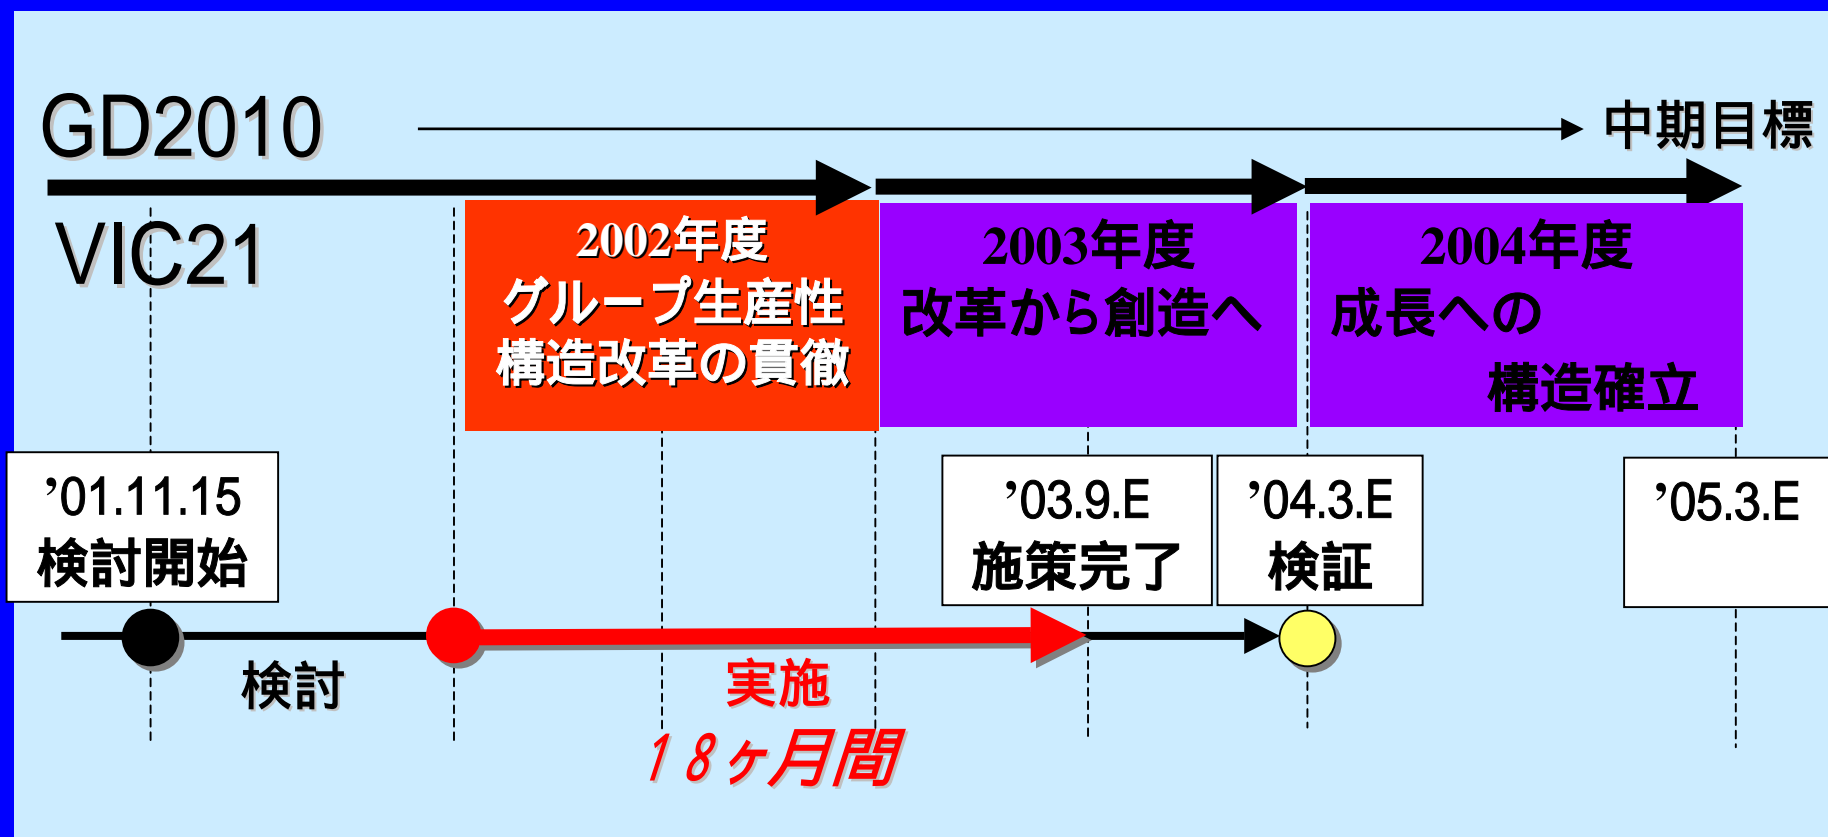 GD2010
中期目標
VIC21
2002年度
グループ生産性
構造改革の貫徹
2003年度
改革から創造へ
2004年度
成長への
構造確立
’01.11.15
検討開始
’03.9.E
施策完了
’04.3.E
検証
’05.3.E
検討
実施
１８ヶ月間